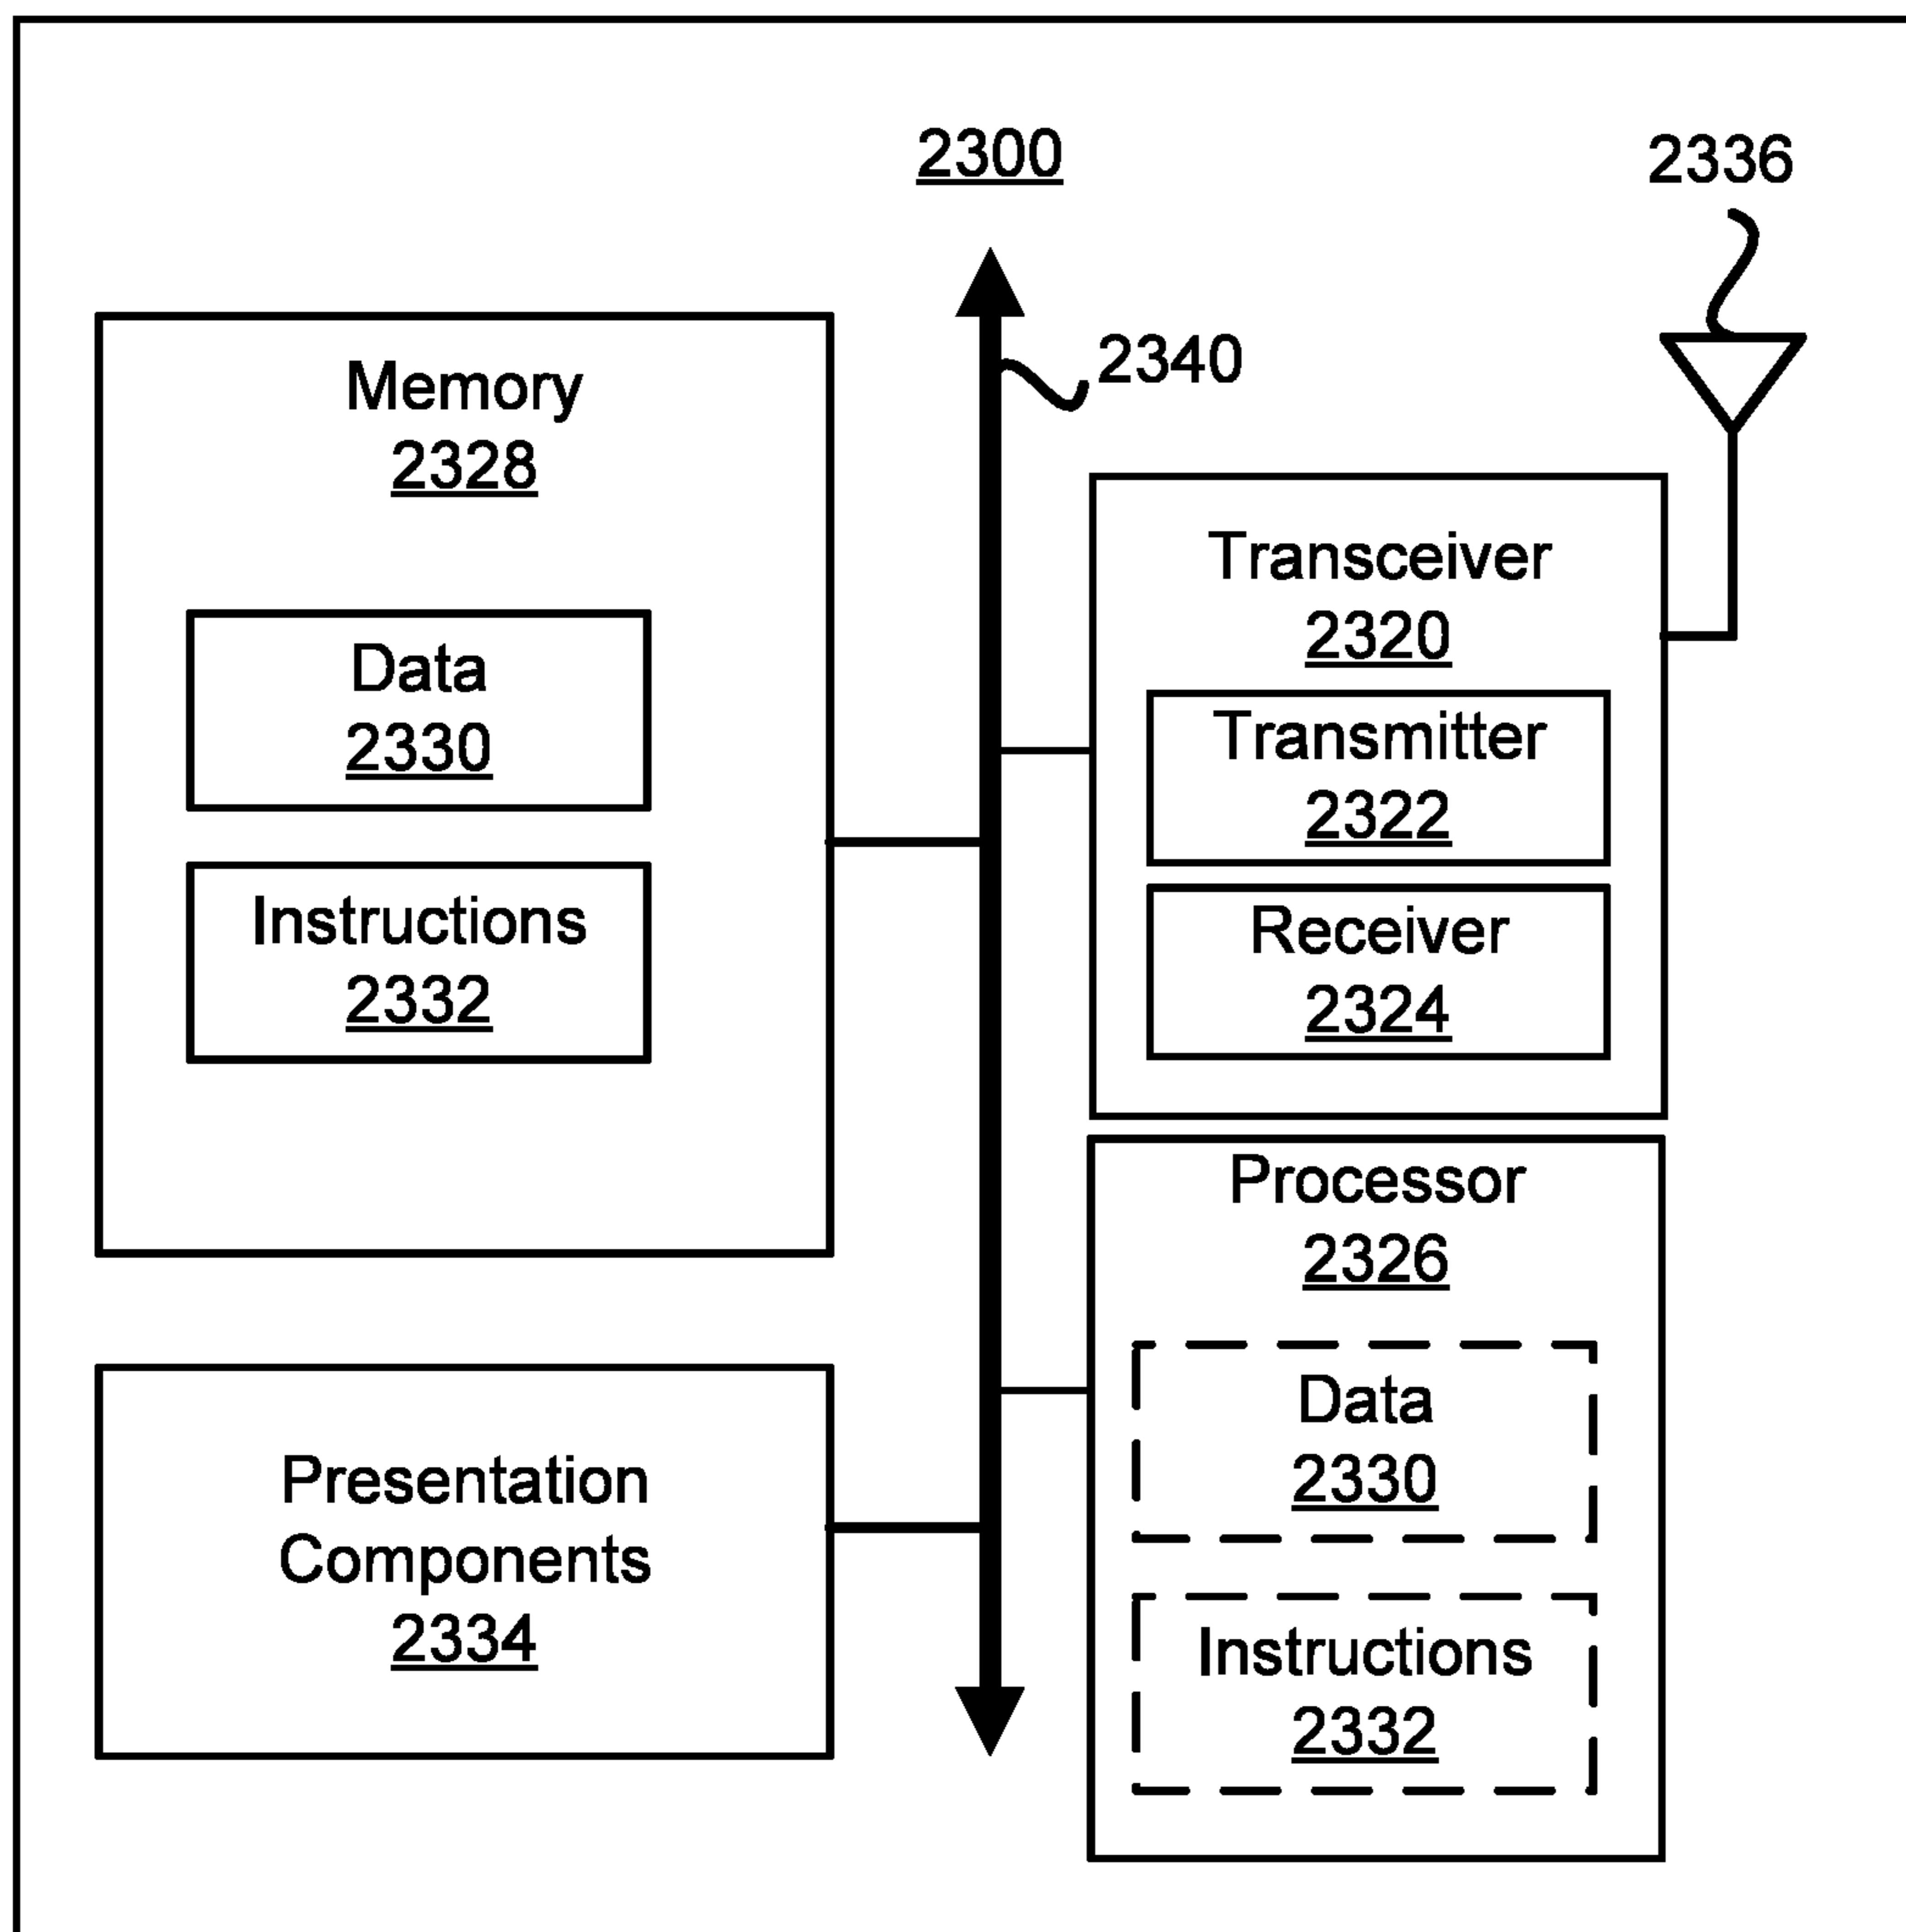 2300
2336
2340
Memory
2328
Data
2330
Instructions
2332
Transceiver
2320
Transmitter
2322
Receiver
2324
Processor
2326
Data
2330
Instructions
2332
Presentation
Components
2334